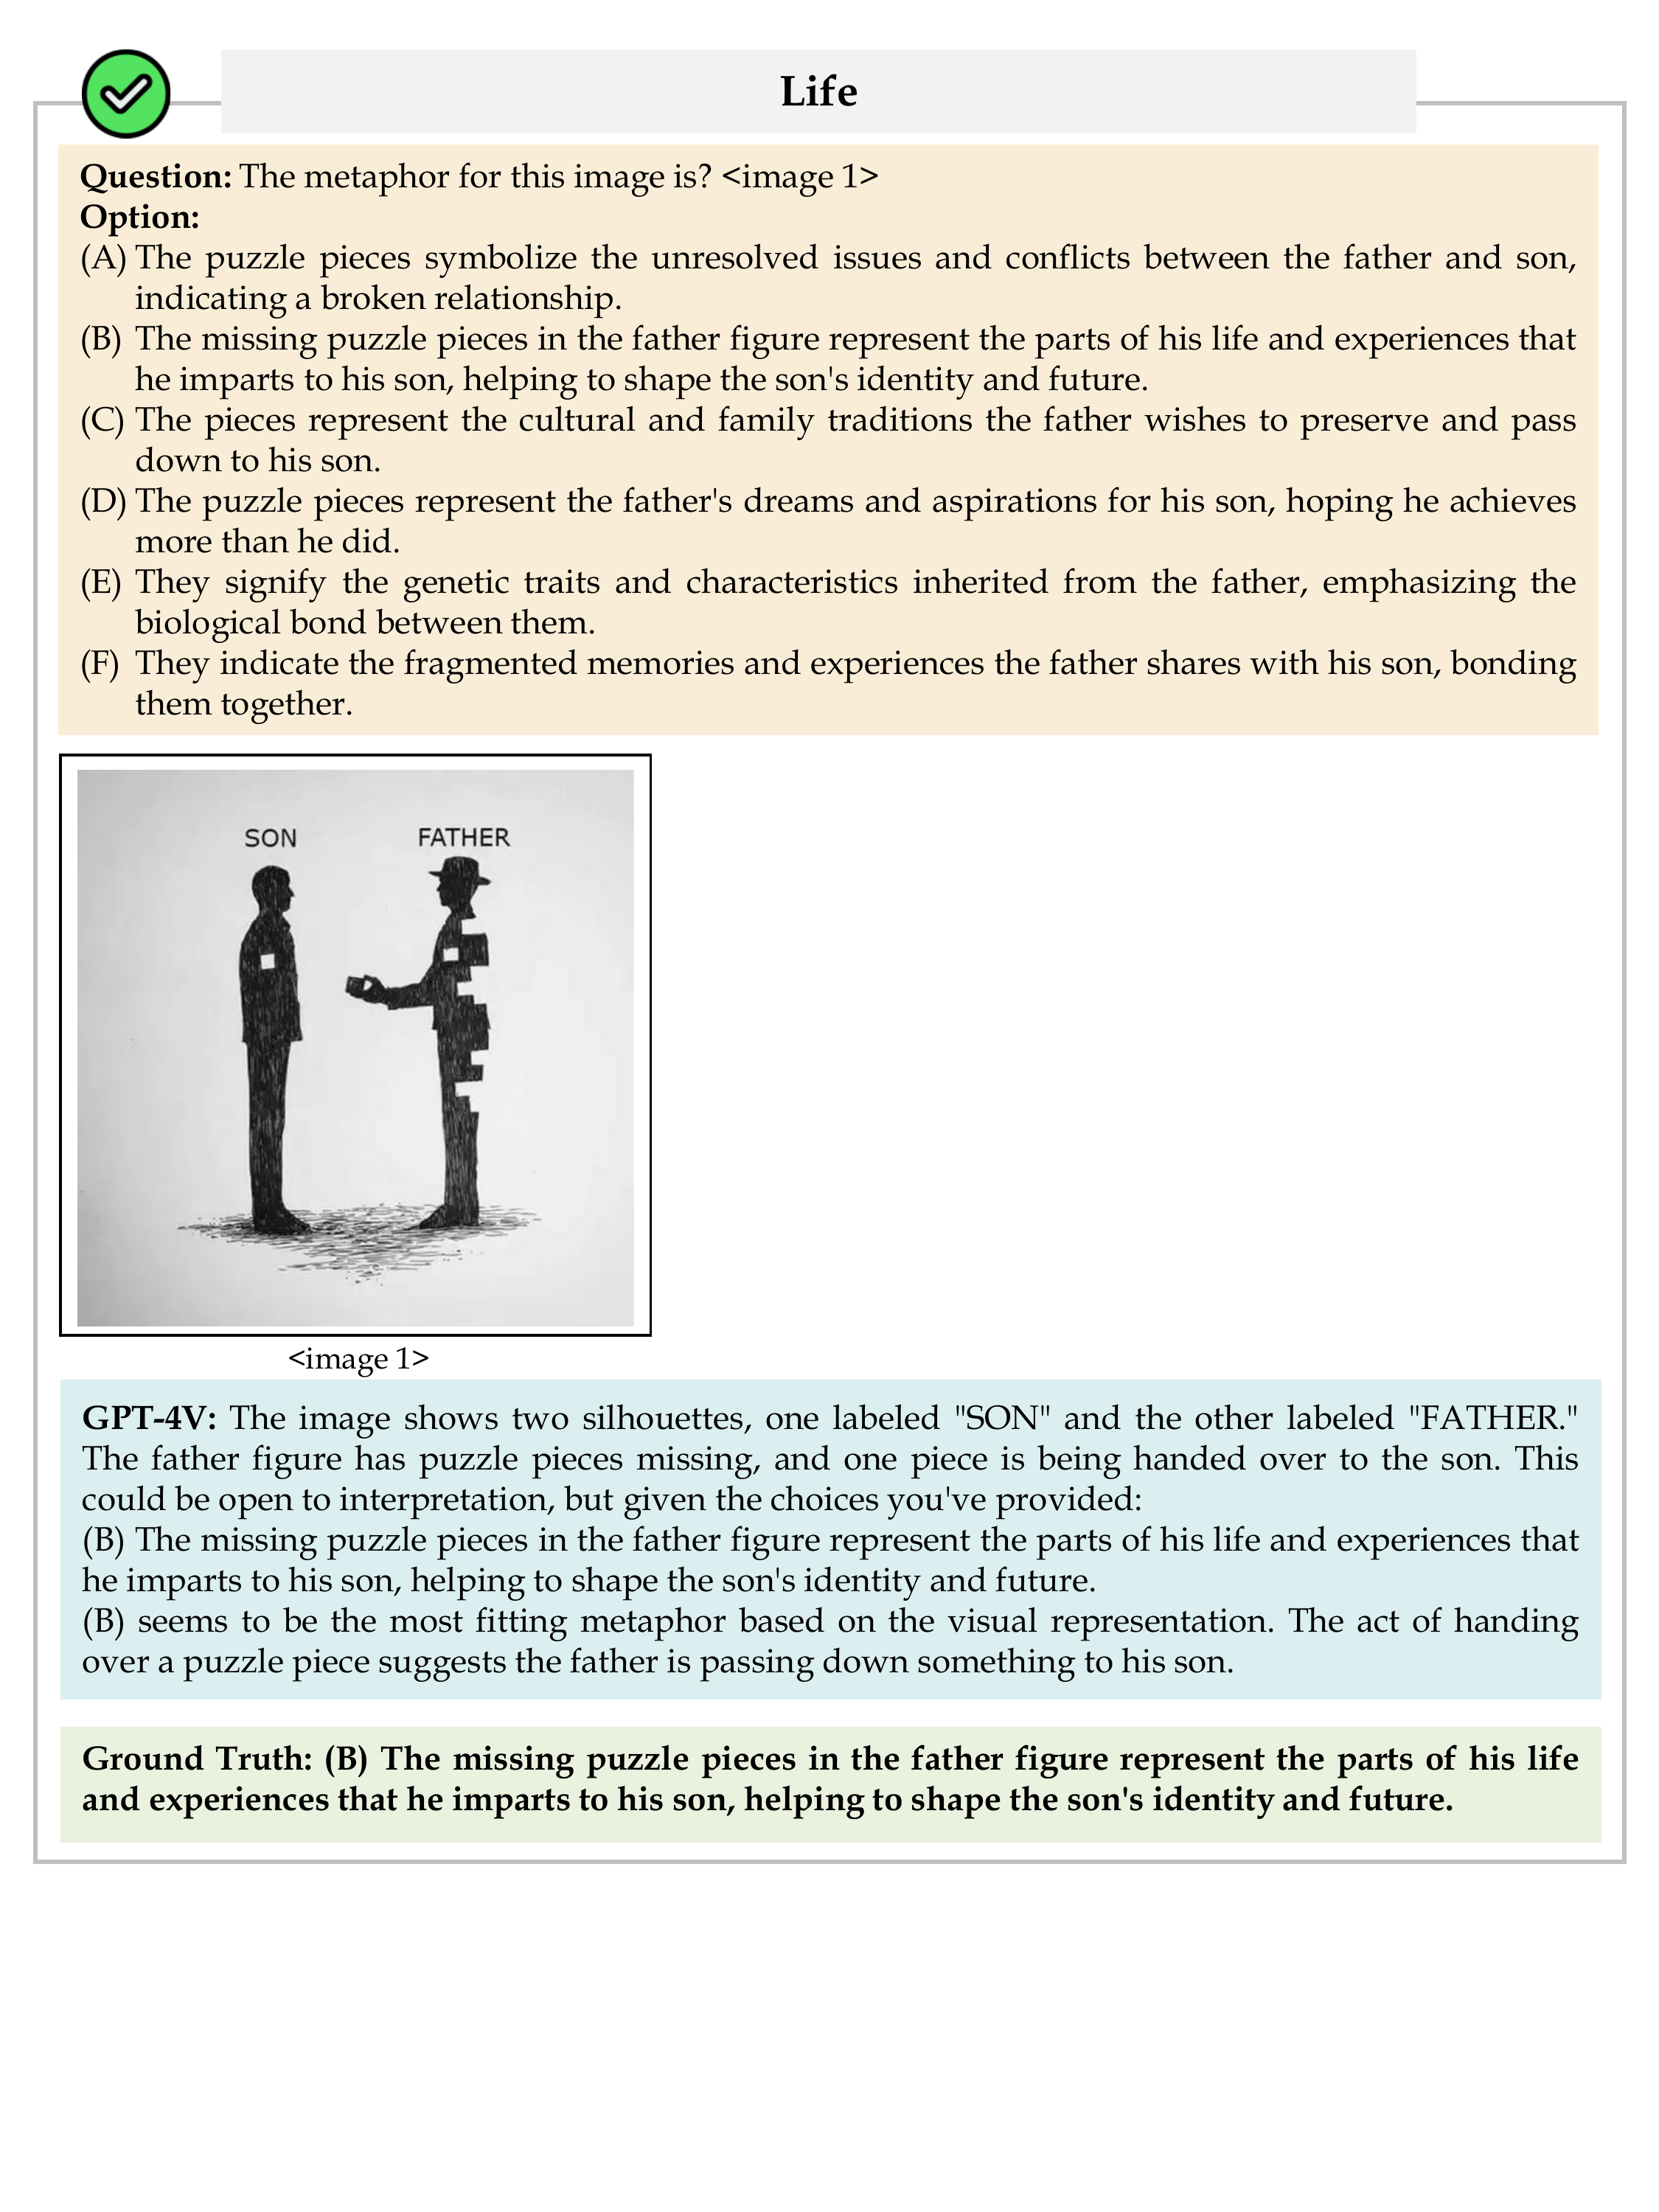 Life
Question: The metaphor for this image is? <image 1>
Option:
(A) The puzzle pieces symbolize the unresolved issues and conflicts between the father and son,
indicating a broken relationship.
(B) The missing puzzle pieces in the father figure represent the parts of his life and experiences that
he imparts to his son, helping to shape the son's identity and future.
(C) The pieces represent the cultural and family traditions the father wishes to preserve and pass
down to his son.
(D) The puzzle pieces represent the father's dreams and aspirations for his son, hoping he achieves
more than he did.
(E) They signify the genetic traits and characteristics inherited from the father, emphasizing the
biological bond between them.
(F) They indicate the fragmented memories and experiences the father shares with his son, bonding
them together.
SON FATHER
<image 1>
GPT-4V: The image shows two silhouettes, one labeled "SON" and the other labeled "FATHER."
The father figure has puzzle pieces missing, and one piece is being handed over to the son. This
could be open to interpretation, but given the choices you've provided:
(B) The missing puzzle pieces in the father figure represent the parts of his life and experiences that
he imparts to his son, helping to shape the son's identity and future.
(B) seems to be the most fitting metaphor based on the visual representation. The act of handing
over a puzzle piece suggests the father is passing down something to his son.
Ground Truth: (B) The missing puzzle pieces in the father figure represent the parts of his life
and experiences that he imparts to his son, helping to shape the son's identity and future.